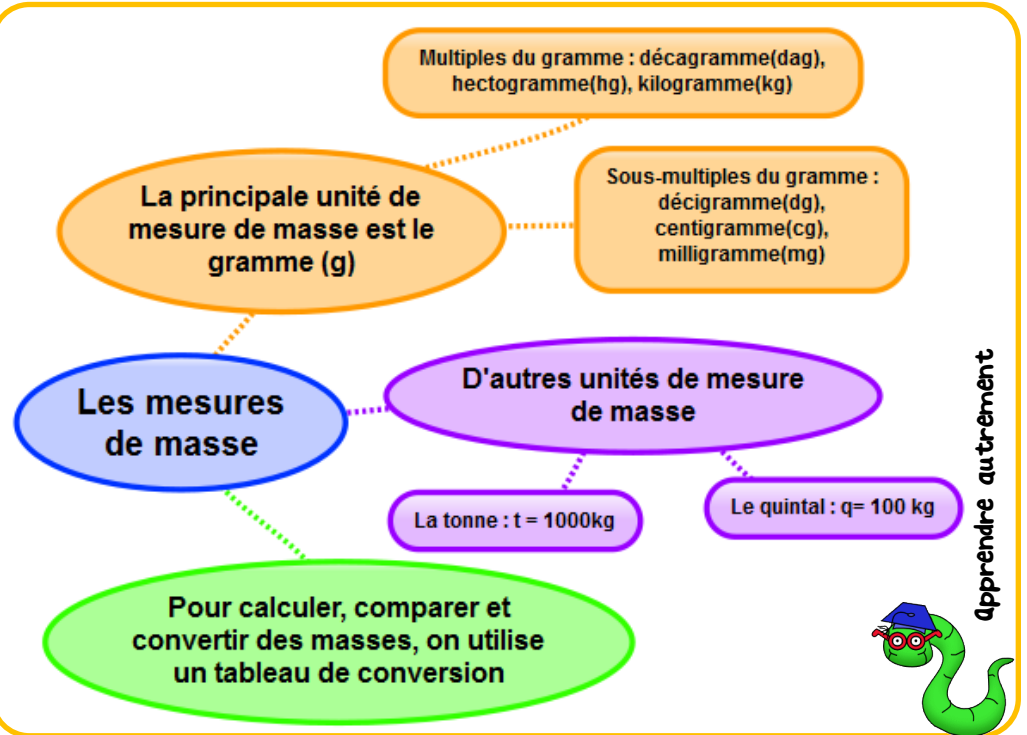 Multiples du gramme : décagramme(dag),
hectogramme(hg), kilogramme(kg)
La principale unité de
mesure de masse est le
gramme (g)
Sous-multiples du gramme :
décigramme(dg),
centigramme(cg),
milligramme(mg)
Les mesures
de masse
D'autres unités de mesure
de masse
La tonne : t = 1000kg
Le quintal : q= 100 kg
Pour calculer, comparer et
convertir des masses, on utilise
un tableau de conversion
apprendre autrement